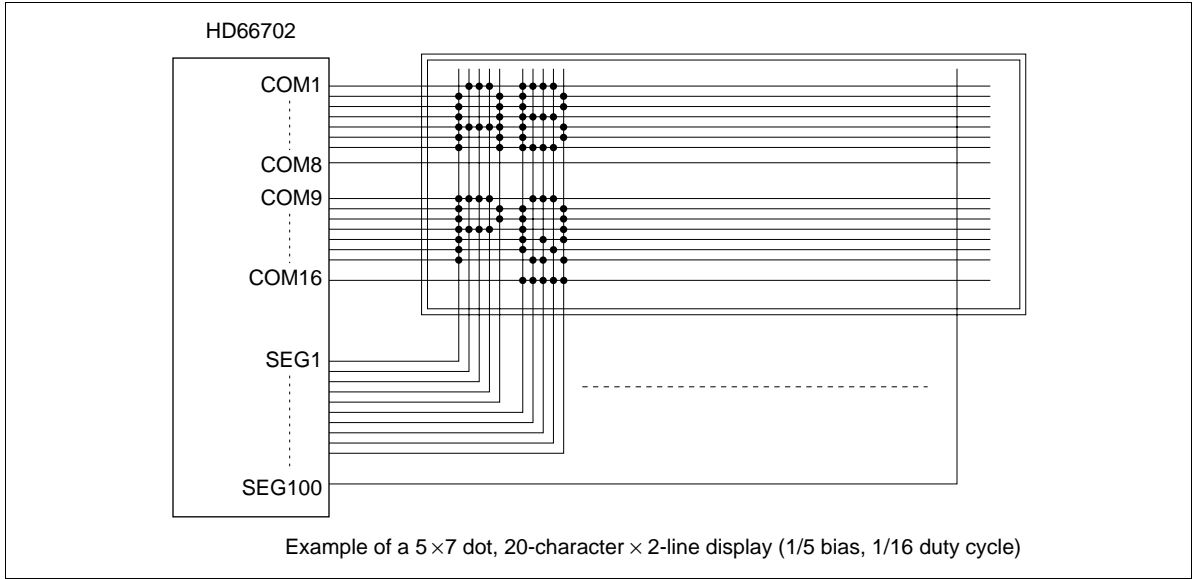 HD66702
COM1
COM8
COM9
COM16
SEG1
SEG100
Example of a 5×7 dot, 20-character × 2-line display (1/5 bias, 1/16 duty cycle)